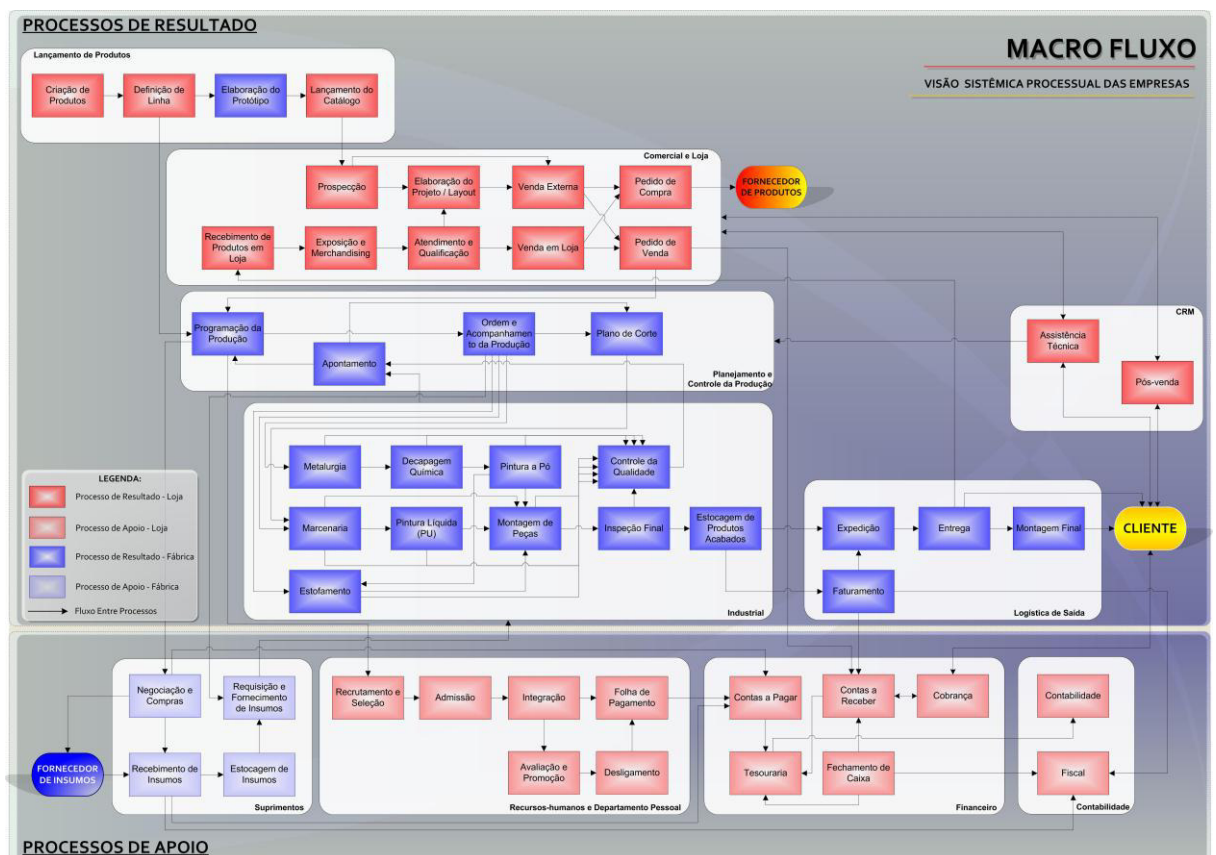 PROCESSOS DE RESULTADO
MACRO FLUXO
VISÃO SISTÊMICA PROCESSUAL DAS EMPRESAS
Lançamento de Produtos
Criação de
Produtos
Definição de
Linha
Elaboração do
Protótipo
Lançamento do
Catálogo
Comercial e Loja
Prospecção
Elaboração do
Projeto / Layout
Venda Externa
Pedido de
Compra
FORNECEDOR
DE PRODUTOS
Recebimento de
Produtos em
Loja
Exposição e
Merchandising
Atendimento e
Qualificação
Venda em Loja
Pedido de
Venda
Programação da
Produção
Apontamento
Ordem e
Acompanhame
nto da Produção
Plano de Corte
Planejamento e
Controle da Produção
CRM
Assistência
Técnica
Pós-venda
Metalurgia
Decapagem
Química
Pintura a Pó
Controle da
Qualidade
Marcenaria
Pintura Líquida
(PU)
Montagem de
Peças
Inspeção Final
Estocagem de
Produtos
Acabados
Estofamento
Industrial
Expedição
Entrega
Montagem Final
CLIENTE
Faturamento
Logística de Saída
LEGENDA:
Processo de Resultado - Loja
Processo de Apoio - Loja
Processo de Resultado - Fábrica
Processo de Apoio - Fábrica
Fluxo Entre Processos
Negociação e
Compras
Requisição e
Fornecimento
de Insumos
FORNECEDOR
DE INSUMOS
Recebimento de
Insumos
Estocagem de
Insumos
Suprimentos
Recrutamento e
Seleção
Admissão
Integração
Folha de
Pagamento
Avaliação e
Promoção
Desligamento
Recursos-humanos e Departamento Pessoal
Contas a Pagar
Contas a
Receber
Cobrança
Tesouraria
Fechamento de
Caixa
Financeiro
Contabilidade
Fiscal
Contabilidade
PROCESSOS DE APOIO